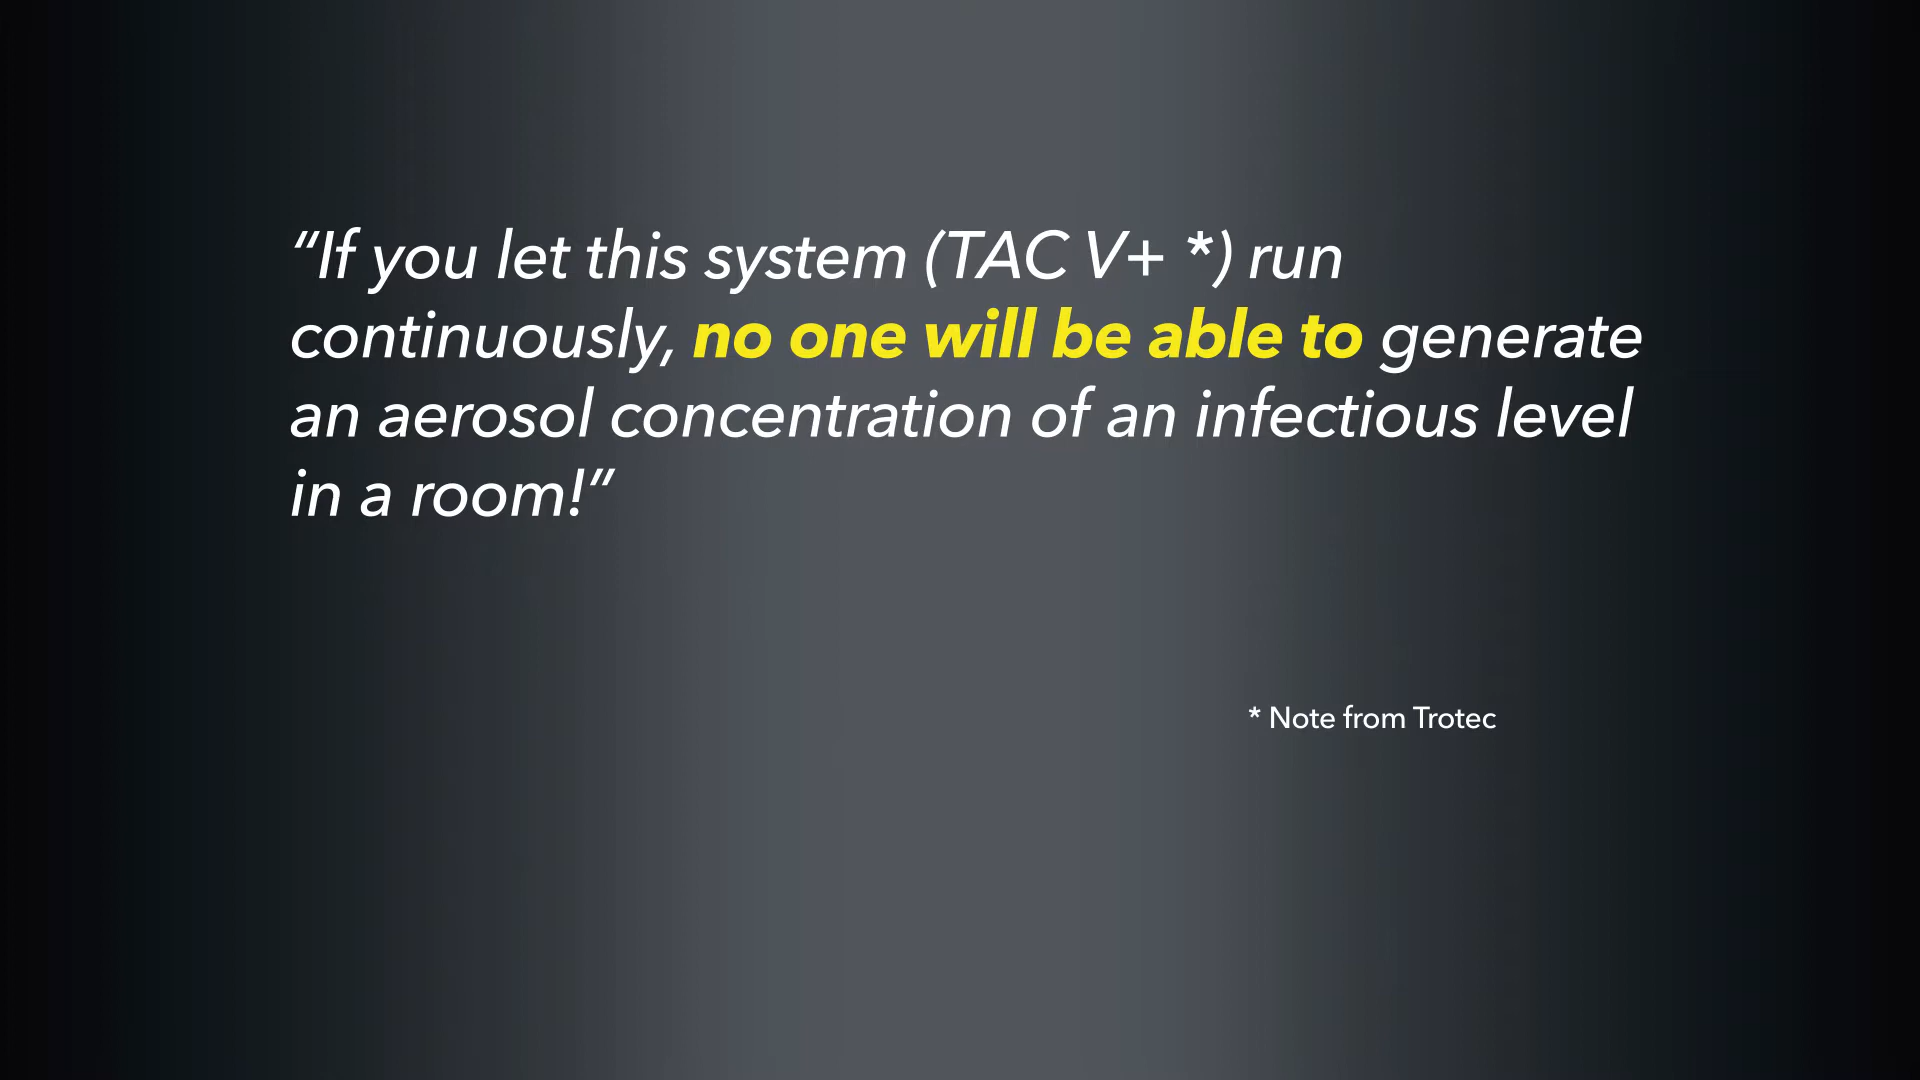 “If you let this system (TAC V+ *) run
continuously, no one will be able to generate
an aerosol concentration of an infectious level
in a room!”
* Note from Trotec